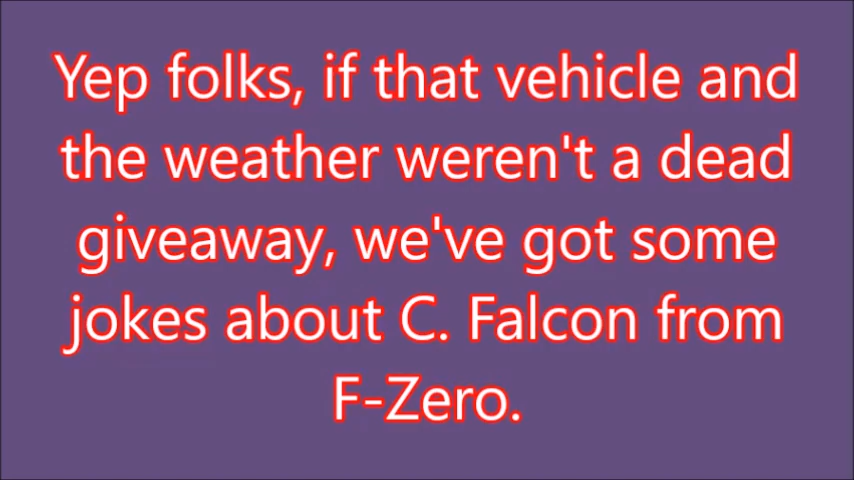 Yep folks, if that vehicle and
the weather weren't a dead
giveaway, we've got some
jokes about C. Falcon from
F-Zero.